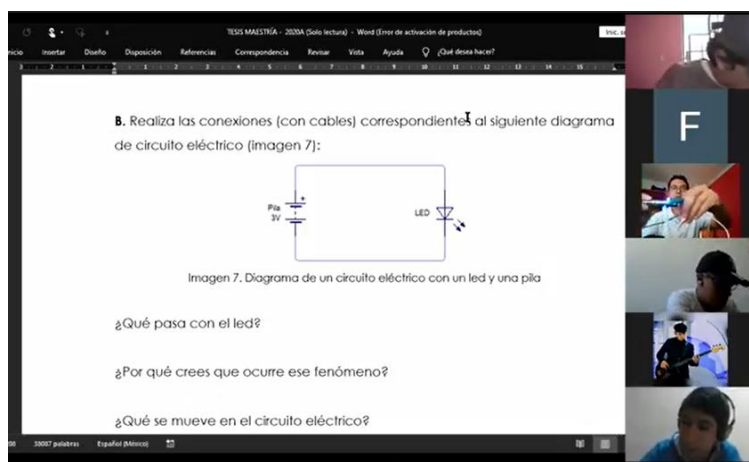 TESIS MAESTRÍA - 2020A (Solo lectura) - Word (Error de activación de productos)
Insertar Diseño Disposición Referencias Correspondencia Revisar Vista Ayuda ¿Qué desea hacer?
B. Realiza las conexiones (con cables) correspondientes al siguiente diagrama
de circuito eléctrico (imagen 7):
Pila
3V
+
LED
Imagen 7. Diagrama de un circuito eléctrico con un led y una pila
¿Qué pasa con el led?
¿Por qué crees que ocurre ese fenómeno?
¿Qué se mueve en el circuito eléctrico?
38087 palabras Español (México)
F